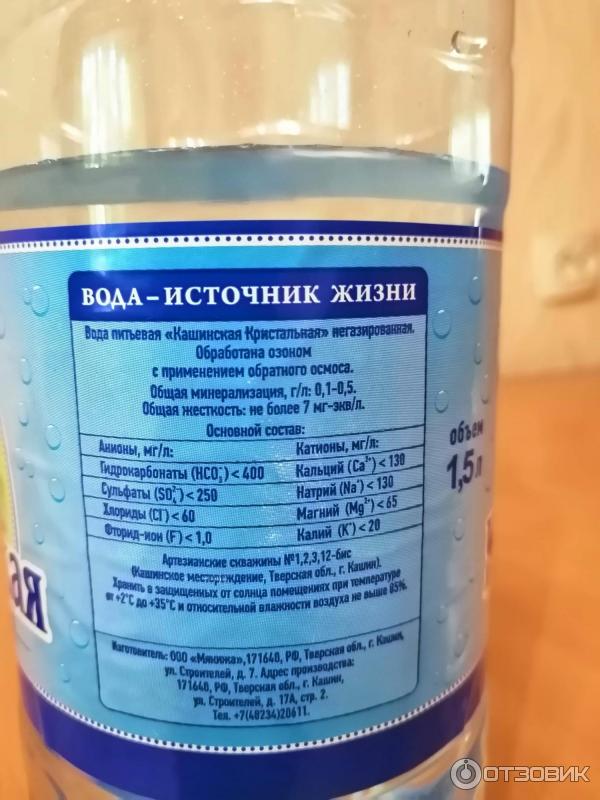 ВОДА – ИСТОЧНИК ЖИЗНИ
Вода питьевая «Кашинская Кристальная» негазированная.
Обработана озоном
с применением обратного осмоса.
Общая минерализация, г/л: 0,1-0,5.
Общая жесткость: не более 7 мг-экв/л.
Основной состав:
Анионы, мг/л:
Гидрокарбонаты (HCO₃⁻) < 400
Сульфаты (SO₄²⁻) < 250
Хлориды (Cl⁻) < 60
Фторид-ион (F⁻) < 1,0
Катионы, мг/л:
Кальций (Ca²⁺) < 130
Натрий (Na⁺) < 130
Магний (Mg²⁺) < 65
Калий (K⁺) < 20
Артезианские скважины №1,2,3,12-бис
(Кашинское месторождение, Тверская обл., г. Кашин).
Хранить в защищенных от солнца помещениях при температуре
от +2°С до +35°С и относительной влажности воздуха не выше 85%.
Изготовитель: ООО, 171640, РФ, Тверская обл., г. Кашин,
ул. Строителей, д. 7. Адрес производства:
171640, РФ, Тверская обл., г. Кашин,
ул. Строителей, д. 17А, стр. 2.
Тел. +7(48234)20611.
объем
1,5 л
ая
ОТЗОВИК